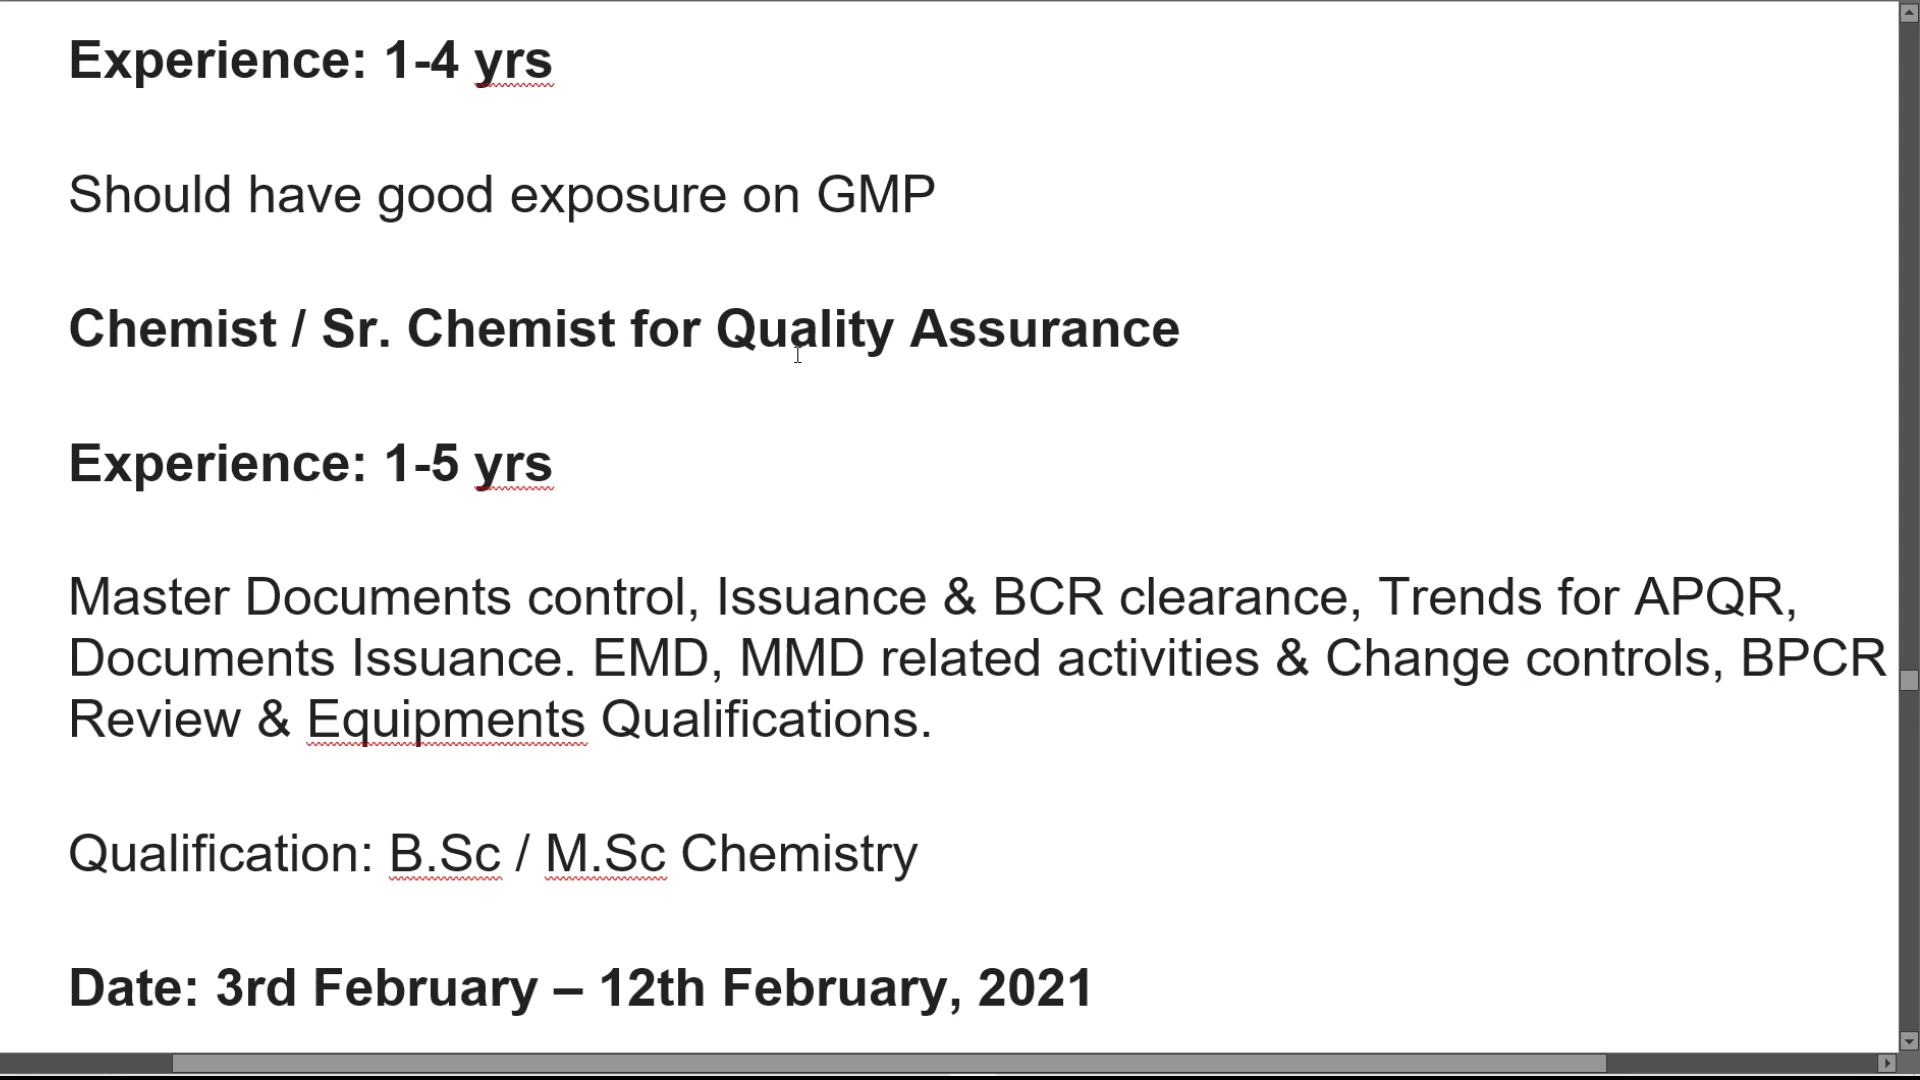 Experience: 1-4 yrs
Should have good exposure on GMP
Chemist / Sr. Chemist for Quality Assurance
Experience: 1-5 yrs
Master Documents control, Issuance & BCR clearance, Trends for APQR,
Documents Issuance. EMD, MMD related activities & Change controls, BPCR
Review & Equipments Qualifications.
Qualification: B.Sc / M.Sc Chemistry
Date: 3rd February – 12th February, 2021